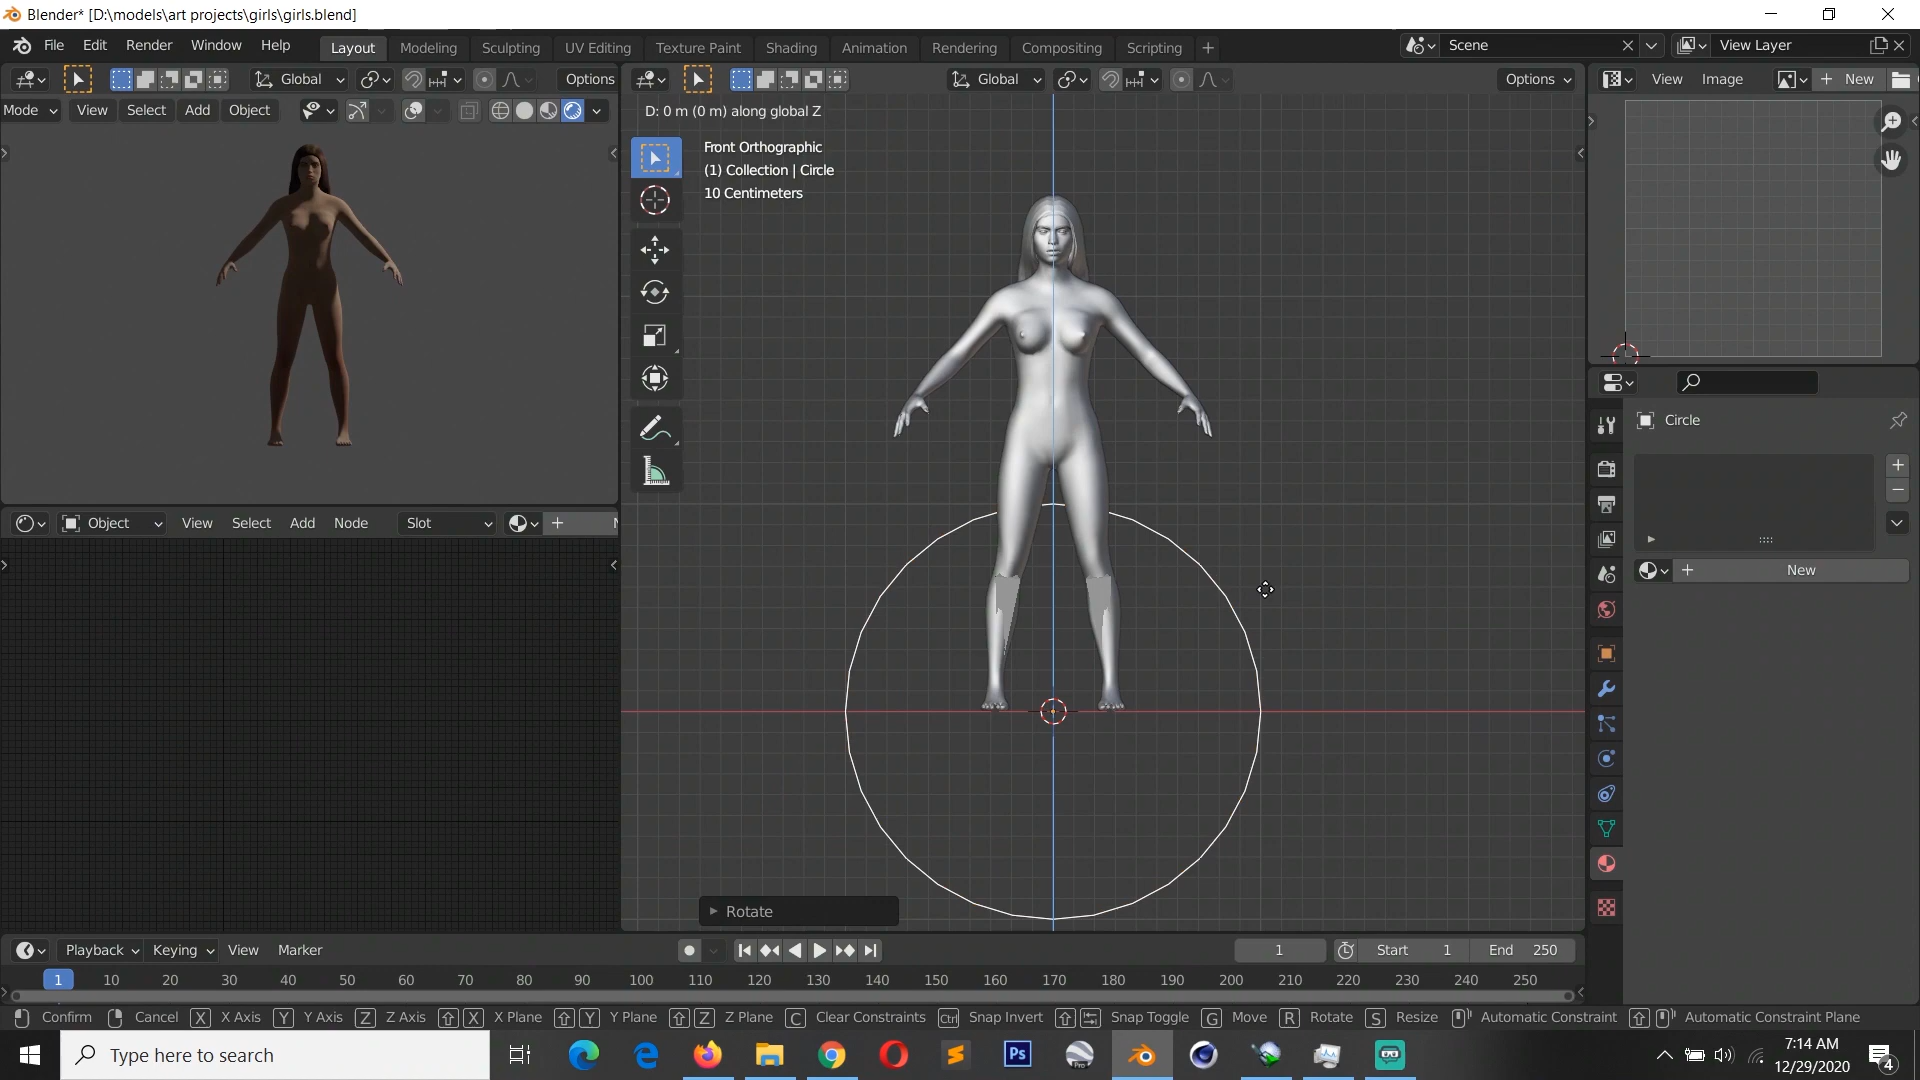 Blender* [D:\models\art projects\girls\girls.blend]
File Edit Render Window Help Layout Modeling Sculpting UV Editing Texture Paint Shading Animation Rendering Compositing Scripting + Scene View Layer
Global Options Global Options View Image + New
Mode View Select Add Object D: 0 m (0 m) along global Z
Front Orthographic
(1) Collection | Circle
10 Centimeters
Circle
Object View Select Add Node Slot +
+ New
Rotate
Playback Keying View Marker 1 Start 1 End 250
1 10 20 30 40 50 60 70 80 90 100 110 120 130 140 150 160 170 180 190 200 210 220 230 240 250
Confirm Cancel X X Axis Y Y Axis Z Z Axis X X Plane Y Y Plane Z Z Plane C Clear Constraints Ctrl Snap Invert Snap Toggle G Move R Rotate S Resize Automatic Constraint Automatic Constraint Plane
Type here to search Ps Pro 7:14 AM
12/29/2020 4